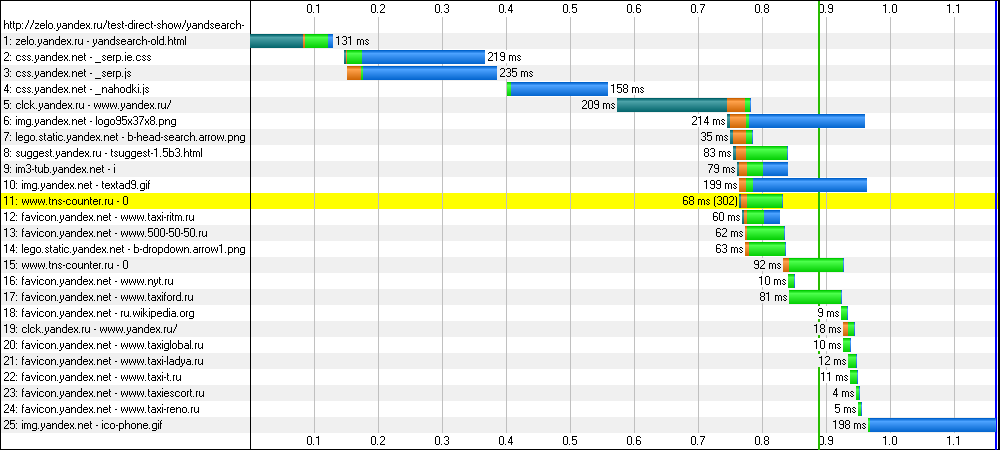 0.1 0.2 0.3 0.4 0.5 0.6 0.7 0.8 0.9 1.0 1.1
http://zelo.yandex.ru/test-direct-show/yandsearch-
1: zelo.yandex.ru - yandsearch-old.html 131 ms
2: css.yandex.net - _serp.ie.css 219 ms
3: css.yandex.net - _serp.js 235 ms
4: css.yandex.net - _nahodki.js 158 ms
5: clck.yandex.ru - www.yandex.ru/ 209 ms
6: img.yandex.net - logo95x37x8.png 214 ms
7: lego.static.yandex.net - b-head-search.arrow.png 35 ms
8: suggest.yandex.ru - tsuggest-1.5b3.html 83 ms
9: im3-tub.yandex.net - i 79 ms
10: img.yandex.net - textad9.gif 199 ms
11: www.tns-counter.ru - 0 68 ms (302)
12: favicon.yandex.net - www.taxi-ritm.ru 60 ms
13: favicon.yandex.net - www.500-50-50.ru 62 ms
14: lego.static.yandex.net - b-dropdown.arrow1.png 63 ms
15: www.tns-counter.ru - 0 92 ms
16: favicon.yandex.net - www.nyt.ru 10 ms
17: favicon.yandex.net - www.taxiford.ru 81 ms
18: favicon.yandex.net - ru.wikipedia.org 9 ms
19: clck.yandex.ru - www.yandex.ru/ 18 ms
20: favicon.yandex.net - www.taxiglobal.ru 10 ms
21: favicon.yandex.net - www.taxi-ladya.ru 12 ms
22: favicon.yandex.net - www.taxi-t.ru 11 ms
23: favicon.yandex.net - www.taxiescort.ru 4 ms
24: favicon.yandex.net - www.taxi-reno.ru 5 ms
25: img.yandex.net - ico-phone.gif 198 ms
0.1 0.2 0.3 0.4 0.5 0.6 0.7 0.8 0.9 1.0 1.1